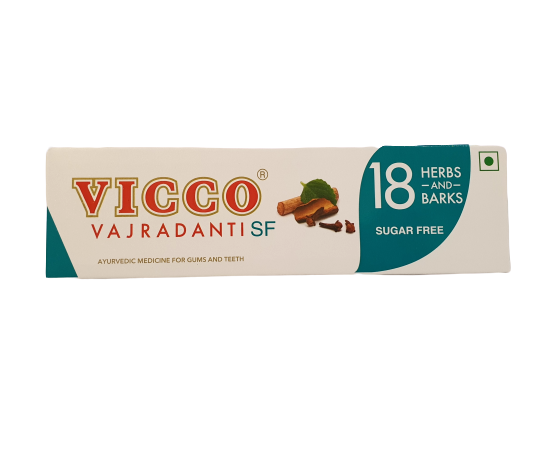 VICCO®
VAJRADANTI SF
AYURVEDIC MEDICINE FOR GUMS AND TEETH
18 HERBS
—AND—
BARKS
SUGAR FREE